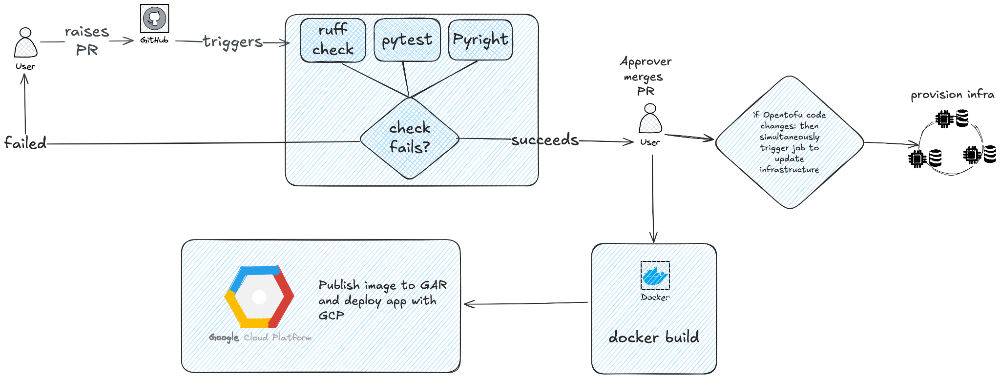 raises
PR
User
GitHub
triggers
ruff
check
pytest
Pyright
check
fails?
failed
succeeds
Approver
merges
PR
User
if Opentofu code
changes: then
simultaneously
trigger job to
update
infrastructure
provision infra
Docker
docker build
Publish image to GAR
and deploy app with
GCP
Google Cloud Platform